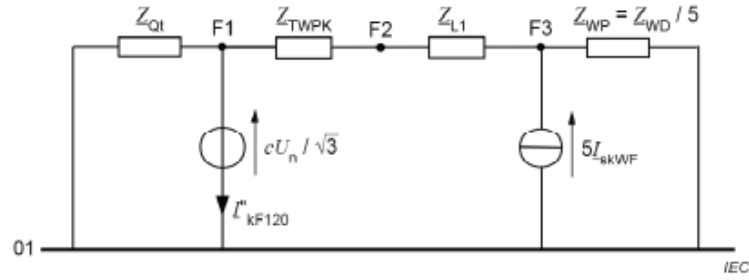 Z_Qt F1 Z_TWPK F2 Z_L1 F3 Z_WP = Z_WD / 5
cU_n / √3
5I_skWF
I"_kF120
01
IEC